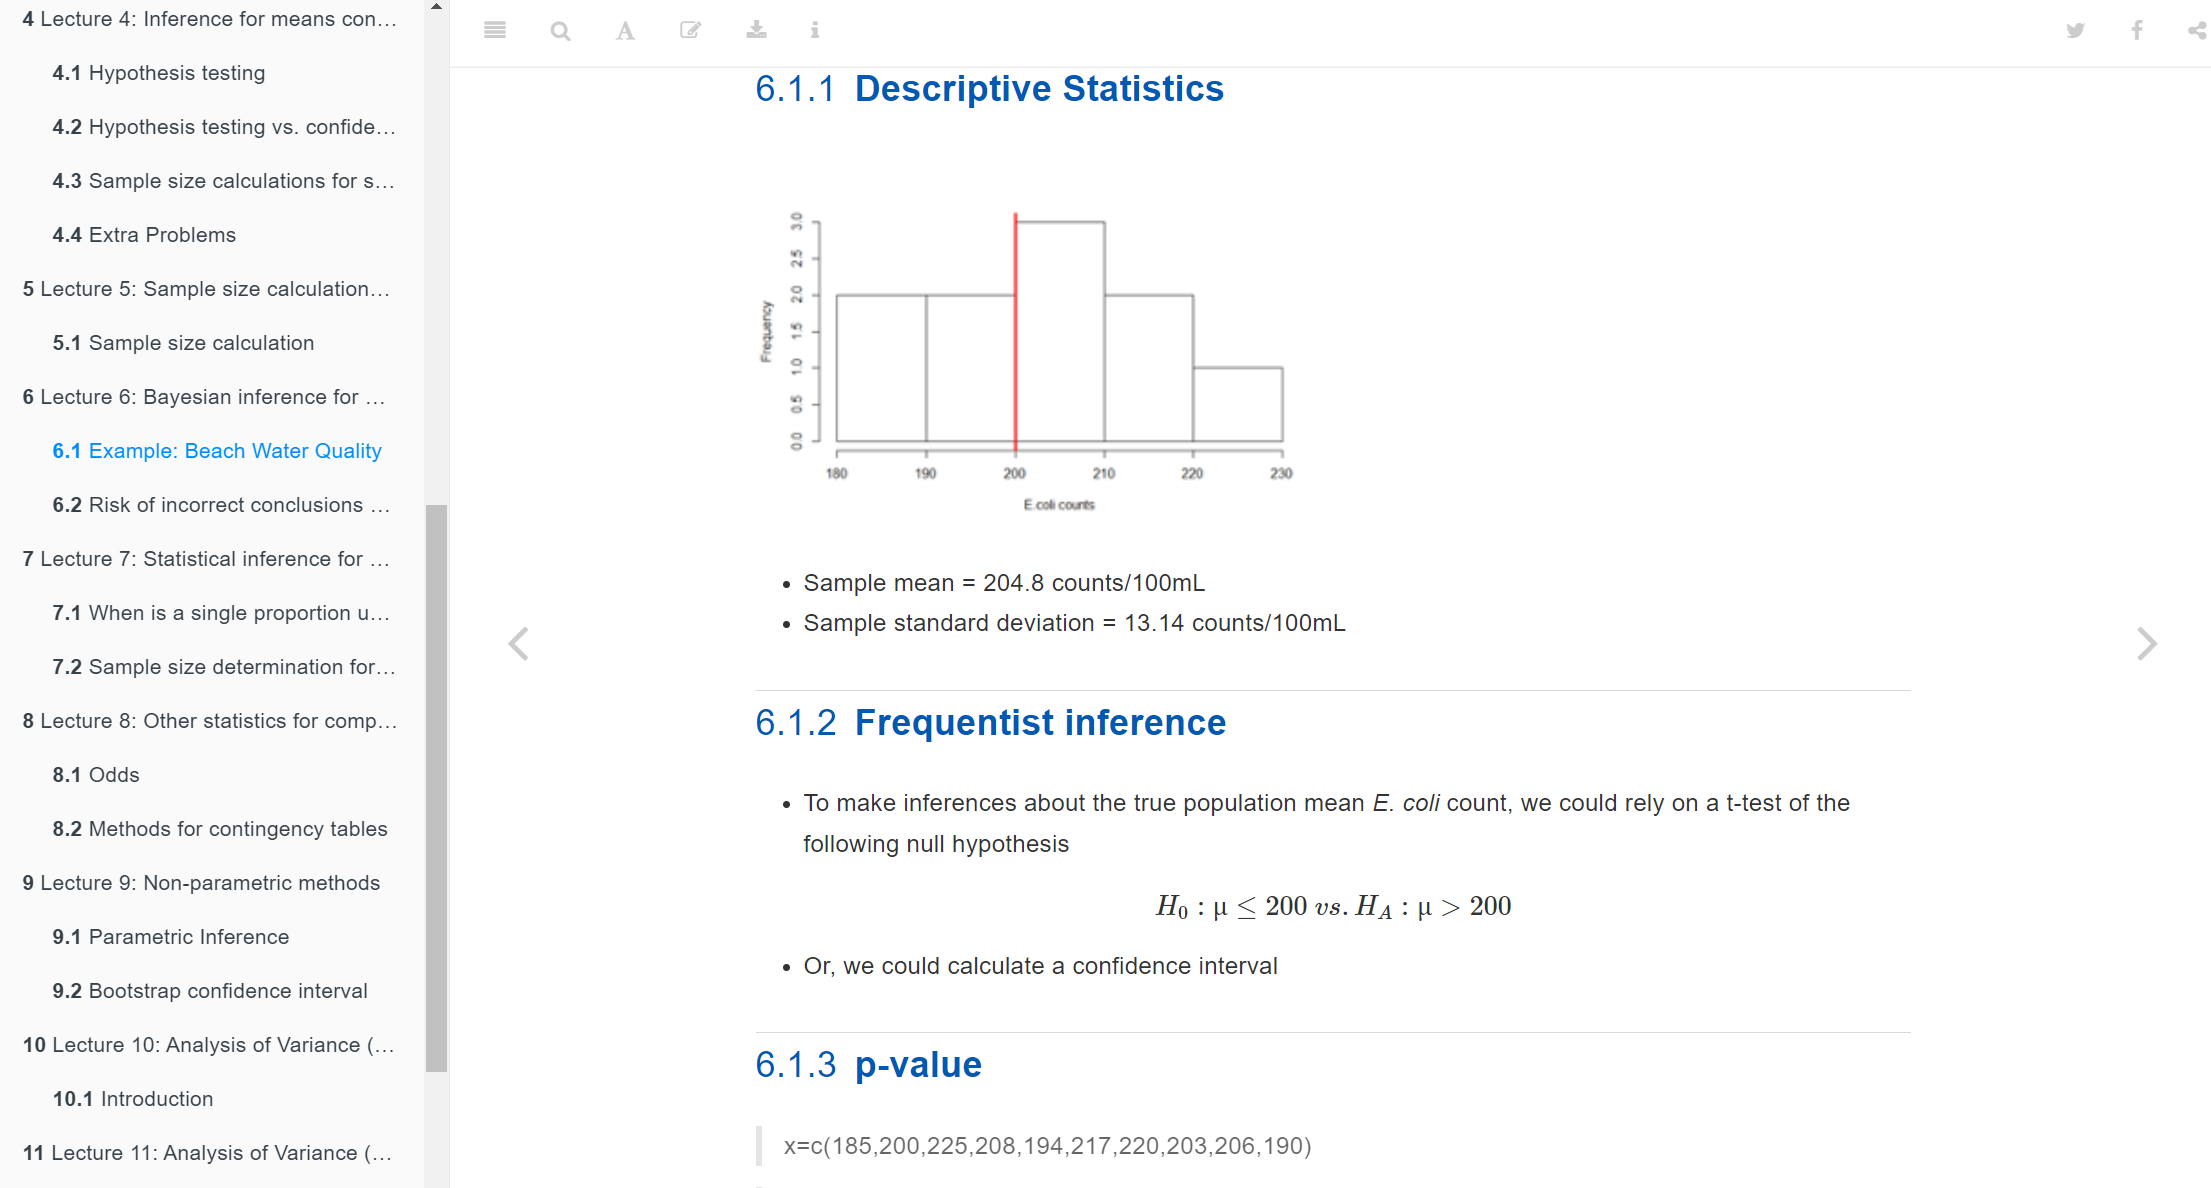 4 Lecture 4: Inference for means con…
4.1 Hypothesis testing
4.2 Hypothesis testing vs. confide…
4.3 Sample size calculations for s…
4.4 Extra Problems
5 Lecture 5: Sample size calculation…
5.1 Sample size calculation
6 Lecture 6: Bayesian inference for …
6.1 Example: Beach Water Quality
6.2 Risk of incorrect conclusions …
7 Lecture 7: Statistical inference for …
7.1 When is a single proportion u…
7.2 Sample size determination for…
8 Lecture 8: Other statistics for comp…
8.1 Odds
8.2 Methods for contingency tables
9 Lecture 9: Non-parametric methods
9.1 Parametric Inference
9.2 Bootstrap confidence interval
10 Lecture 10: Analysis of Variance (…
10.1 Introduction
11 Lecture 11: Analysis of Variance (…
6.1.1 Descriptive Statistics
Frequency
3.0
2.5
2.0
1.5
1.0
0.5
0.0
180 190 200 210 220 230
E.coli counts
• Sample mean = 204.8 counts/100mL
• Sample standard deviation = 13.14 counts/100mL
6.1.2 Frequentist inference
• To make inferences about the true population mean E. coli count, we could rely on a t-test of the
following null hypothesis
H₀ : μ ≤ 200 vs. H_A : μ > 200
• Or, we could calculate a confidence interval
6.1.3 p-value
x=c(185,200,225,208,194,217,220,203,206,190)